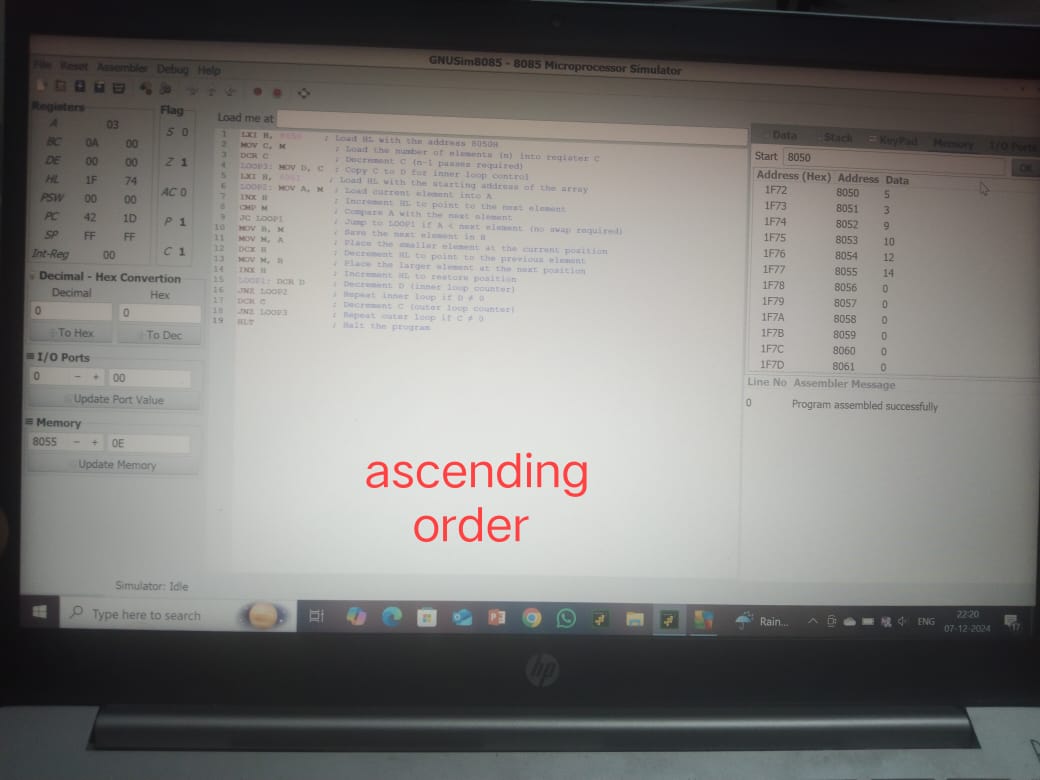 GNUSim8085 - 8085 Microprocessor Simulator
File Reset Assembler Debug Help
Registers
A 03
BC 0A 00
DE 00 00
HL 1F 74
PSW 00 00
PC 42 1D
SP FF FF
Int-Reg 00
Flag
S 0
Z 1
AC 0
P 1
C 1
Decimal - Hex Convertion
Decimal Hex
0 0
To Hex To Dec
I/O Ports
0 - + 00
Update Port Value
Memory
8055 - + 0E
Update Memory
Simulator: Idle
Load me at
1 LXI H, 8050 ; Load HL with the address 8050H
2 MOV C, M ; Load the number of elements (n) into register C
3 DCR C ; Decrement C (n-1 passes required)
4 LOOP3: MOV D, C ; Copy C to D for inner loop control
5 LXI H, 8051 ; Load HL with the starting address of the array
6 LOOP2: MOV A, M ; Load current element into A
7 INX H ; Increment HL to point to the next element
8 CMP M ; Compare A with the next element
9 JC LOOP1 ; Jump to LOOP1 if A < next element (no swap required)
10 MOV B, M ; Save the next element in B
11 MOV M, A ; Place the smaller element at the current position
12 DCX H ; Decrement HL to point to the previous element
13 MOV M, B ; Place the larger element at the next position
14 INX H ; Increment HL to restore position
15 LOOP1: DCR D ; Decrement D (inner loop counter)
16 JNZ LOOP2 ; Repeat inner loop if D ≠ 0
17 DCR C ; Decrement C (outer loop counter)
18 JNZ LOOP3 ; Repeat outer loop if C ≠ 0
19 HLT ; Halt the program
ascending
order
Data Stack KeyPad Memory I/O Ports
Start 8050 OK
Address (Hex) Address Data
1F72 8050 5
1F73 8051 3
1F74 8052 9
1F75 8053 10
1F76 8054 12
1F77 8055 14
1F78 8056 0
1F79 8057 0
1F7A 8058 0
1F7B 8059 0
1F7C 8060 0
1F7D 8061 0
Line No Assembler Message
0 Program assembled successfully
Type here to search
Rain...
ENG
22:20
07-12-2024
17
hp